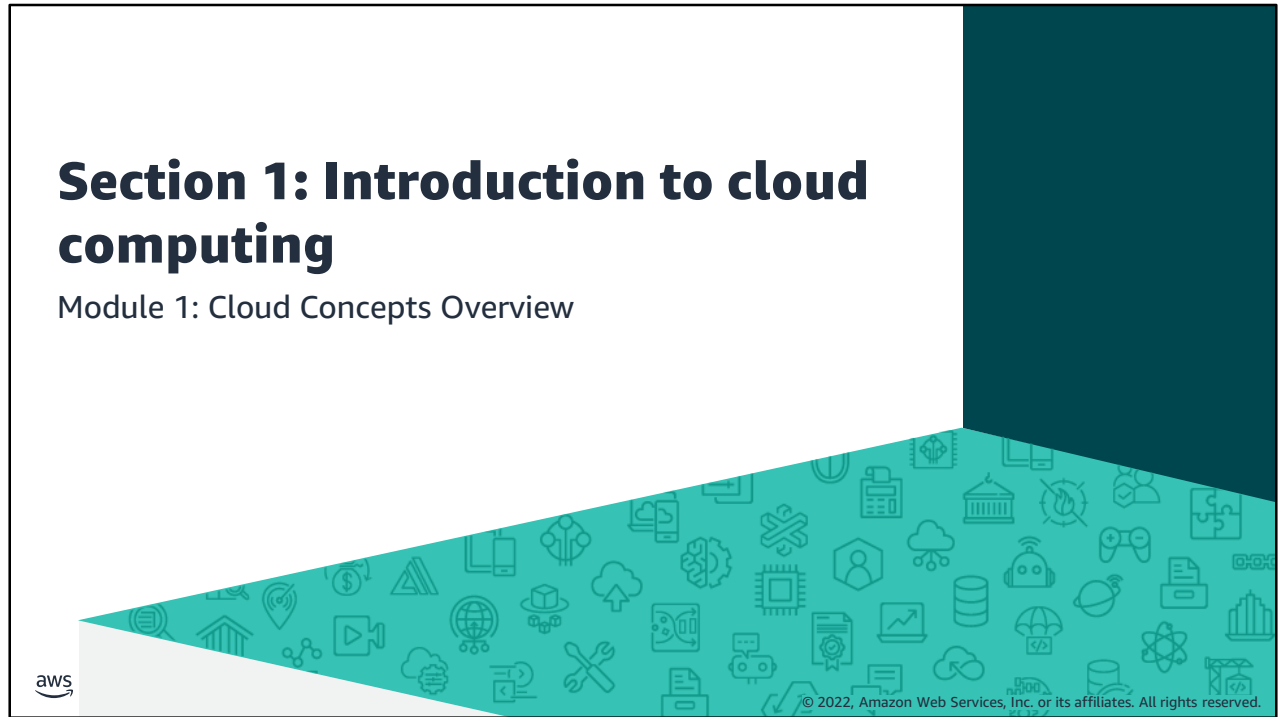 Section 1: Introduction to cloud
computing
Module 1: Cloud Concepts Overview
aws
© 2022, Amazon Web Services, Inc. or its affiliates. All rights reserved.